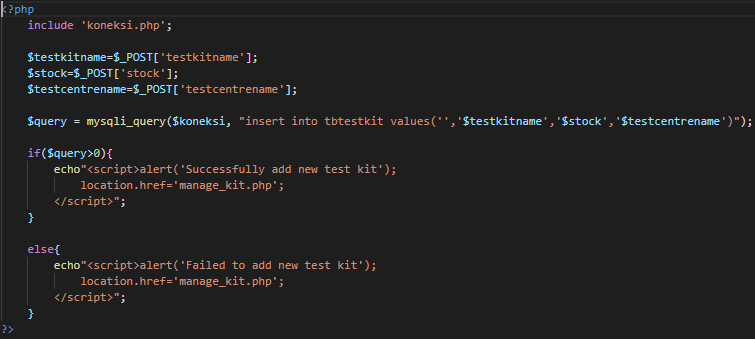 <?php
include 'koneksi.php';
$testkitname=$_POST['testkitname'];
$stock=$_POST['stock'];
$testcentrename=$_POST['testcentrename'];
$query = mysqli_query($koneksi, "insert into tbtestkit values('','$testkitname','$stock','$testcentrename')");
if($query>0){
echo"<script>alert('Successfully add new test kit');
location.href='manage_kit.php';
</script>";
}
else{
echo"<script>alert('Failed to add new test kit');
location.href='manage_kit.php';
</script>";
}
?>